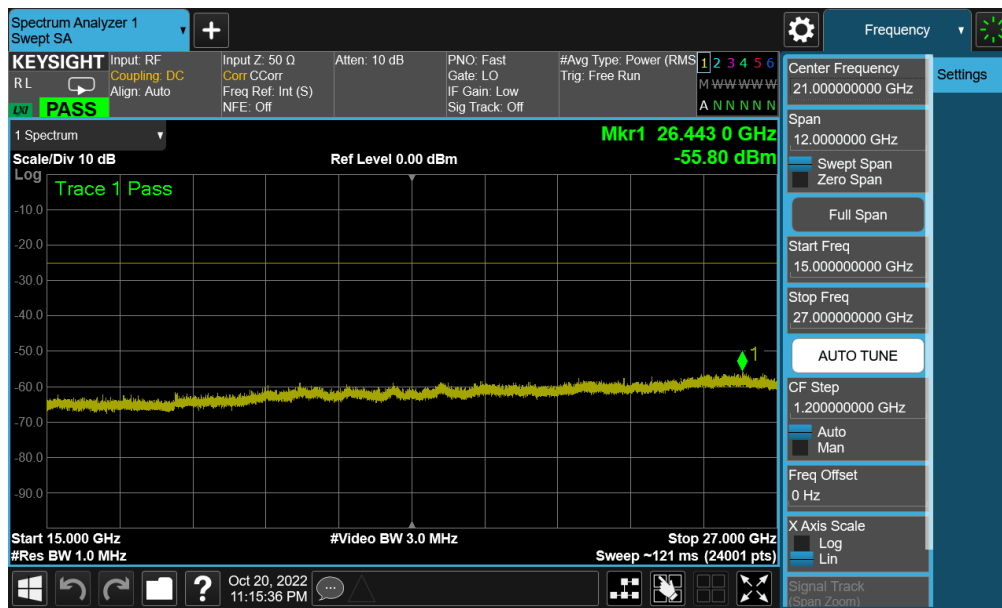 Spectrum Analyzer 1
Swept SA
+
Frequency
KEYSIGHT
R L
LXI
PASS
Input: RF
Coupling: DC
Align: Auto
Input Z: 50 Ω
Corr CCorr
Freq Ref: Int (S)
NFE: Off
Atten: 10 dB
PNO: Fast
Gate: LO
IF Gain: Low
Sig Track: Off
#Avg Type: Power (RMS
Trig: Free Run
1 2 3 4 5 6
M W W W W W
A N N N N N
1 Spectrum
Mkr1 26.443 0 GHz
Scale/Div 10 dB
Ref Level 0.00 dBm
-55.80 dBm
Log
Trace 1 Pass
-10.0
-20.0
-30.0
-40.0
-50.0
1
-60.0
-70.0
-80.0
-90.0
Start 15.000 GHz
#Video BW 3.0 MHz
Stop 27.000 GHz
#Res BW 1.0 MHz
Sweep ~121 ms (24001 pts)
Center Frequency
21.000000000 GHz
Span
12.0000000 GHz
Swept Span
Zero Span
Full Span
Start Freq
15.000000000 GHz
Stop Freq
27.000000000 GHz
AUTO TUNE
CF Step
1.200000000 GHz
Auto
Man
Freq Offset
0 Hz
X Axis Scale
Log
Lin
Signal Track
(Span Zoom)
Settings
?
Oct 20, 2022
11:15:36 PM